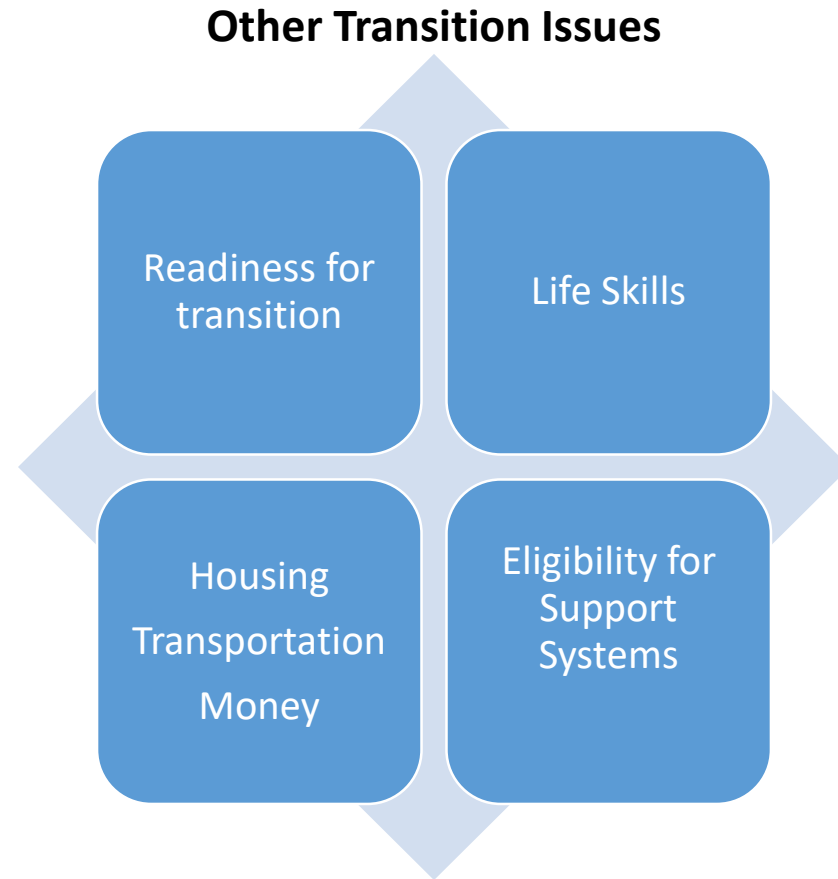 Other Transition Issues
Readiness for
transition
Life Skills
Housing
Transportation
Money
Eligibility for
Support
Systems